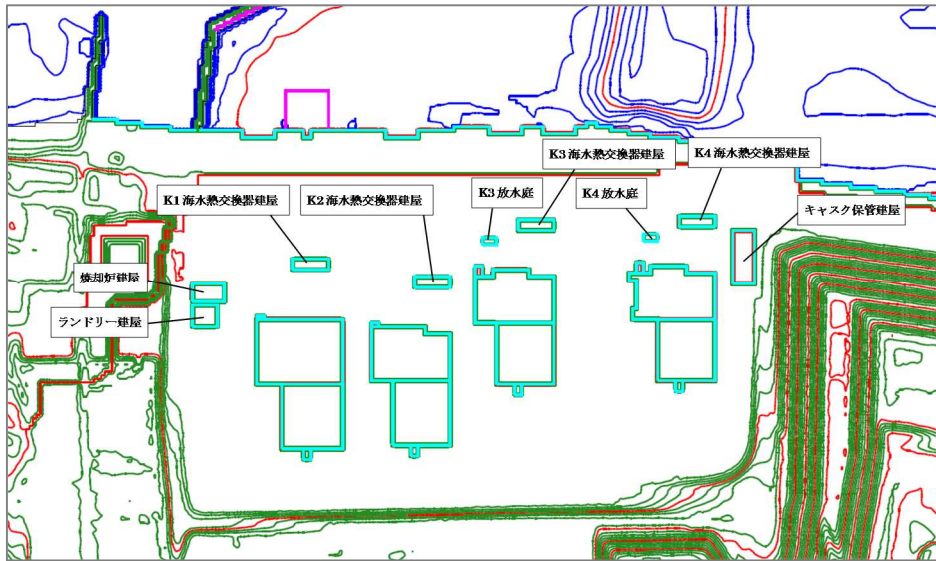 K3 海水熱交換器建屋
K4 海水熱交換器建屋
K1 海水熱交換器建屋
K2 海水熱交換器建屋
K3 放水庭
K4 放水庭
キャスク保管建屋
焼却炉建屋
ランドリー建屋